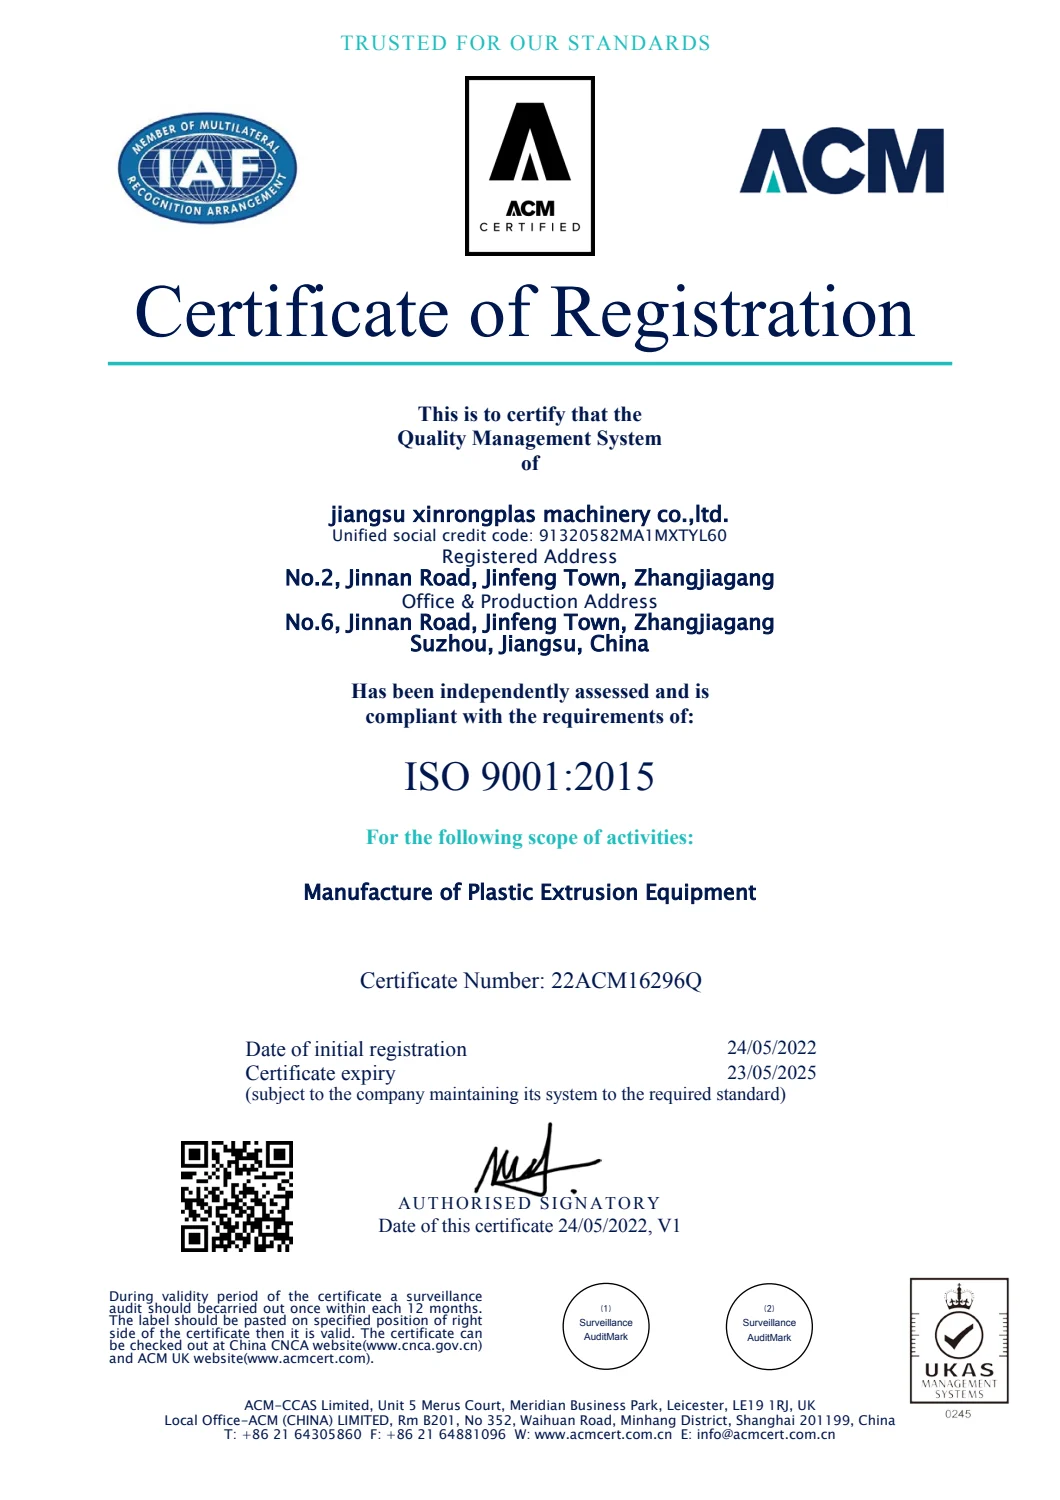 TRUSTED FOR OUR STANDARDS
MEMBER OF MULTILATERAL
IAF
RECOGNITION ARRANGEMENT
ACM
CERTIFIED
ACM
Certificate of Registration
This is to certify that the
Quality Management System
of
jiangsu xinrongplas machinery co.,ltd.
Unified social credit code: 91320582MA1MXTYL60
Registered Address
No.2, Jinnan Road, Jinfeng Town, Zhangjiagang
Office & Production Address
No.6, Jinnan Road, Jinfeng Town, Zhangjiagang
Suzhou, Jiangsu, China
Has been independently assessed and is
compliant with the requirements of:
ISO 9001:2015
For the following scope of activities:
Manufacture of Plastic Extrusion Equipment
Certificate Number: 22ACM16296Q
Date of initial registration 24/05/2022
Certificate expiry 23/05/2025
(subject to the company maintaining its system to the required standard)
AUTHORISED SIGNATORY
Date of this certificate 24/05/2022, V1
During validity period of the certificate a surveillance
audit should becarried out once within each 12 months.
The label should be pasted on specified position of right
side of the certificate then it is valid. The certificate can
be checked out at China CNCA website(www.cnca.gov.cn)
and ACM UK website(www.acmcert.com).
(1)
Surveillance
AuditMark
(2)
Surveillance
AuditMark
UKAS
MANAGEMENT
SYSTEMS
0245
ACM-CCAS Limited, Unit 5 Merus Court, Meridian Business Park, Leicester, LE19 1RJ, UK
Local Office-ACM (CHINA) LIMITED, Rm B201, No 352, Waihuan Road, Minhang District, Shanghai 201199, China
T: +86 21 64305860 F: +86 21 64881096 W: www.acmcert.com.cn E: info@acmcert.com.cn